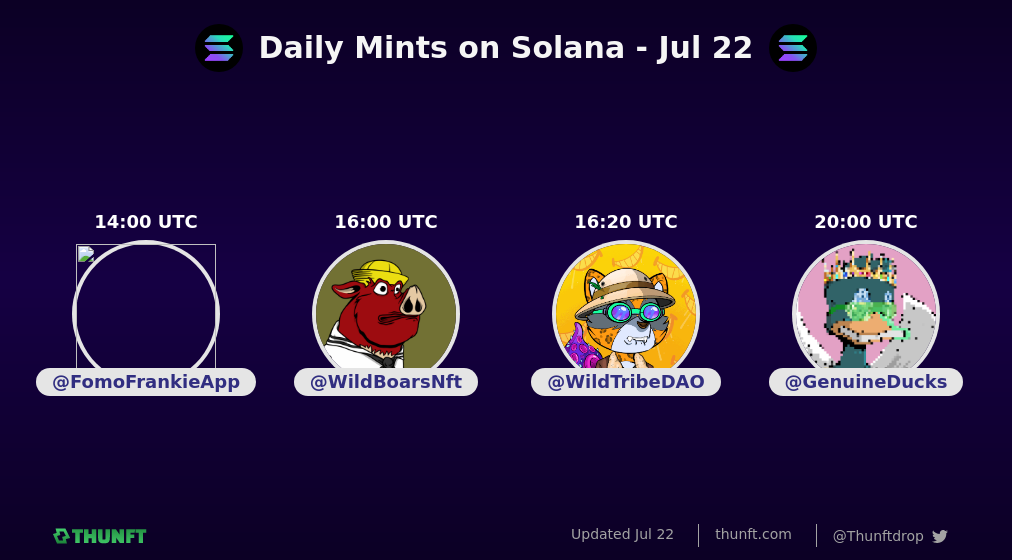 Daily Mints on Solana - Jul 22
14:00 UTC
16:00 UTC
16:20 UTC
20:00 UTC
@FomoFrankieApp
@WildBoarsNft
@WildTribeDAO
@GenuineDucks
THUNFT
Updated Jul 22
thunft.com
@Thunftdrop